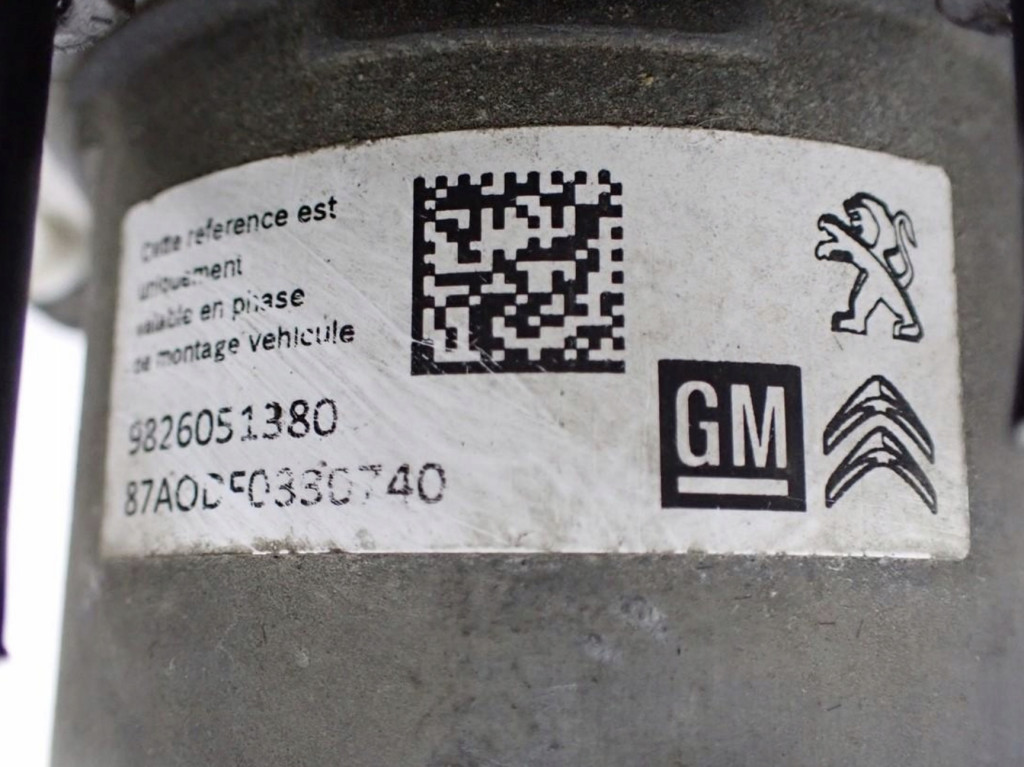 Cette reference est
uniquement
valable en phase
de montage vehicule
9826051380
GM